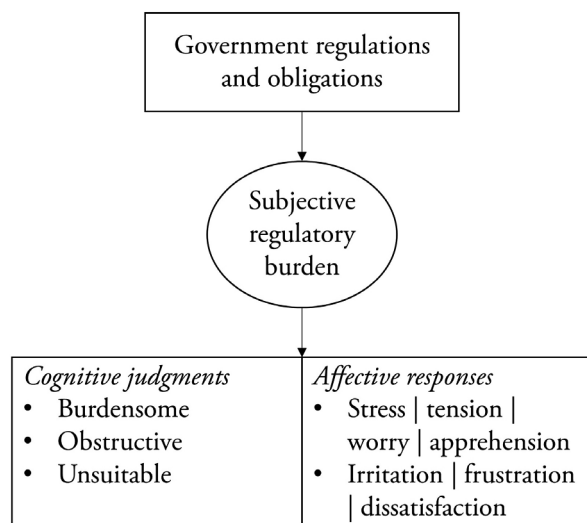 Government regulations
and obligations
Subjective
regulatory
burden
Cognitive judgments
• Burdensome
• Obstructive
• Unsuitable
Affective responses
• Stress | tension |
worry | apprehension
• Irritation | frustration
| dissatisfaction